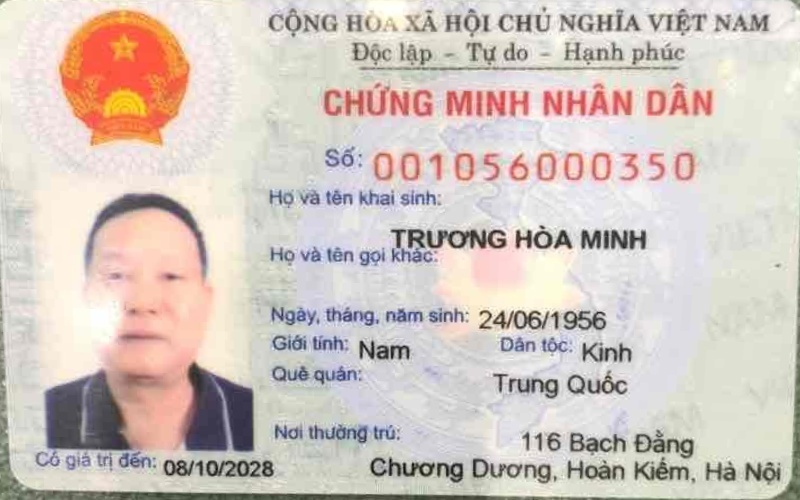 CỘNG HÒA XÃ HỘI CHỦ NGHĨA VIỆT NAM
Độc lập - Tự do - Hạnh phúc
CHỨNG MINH NHÂN DÂN
Số: 001056000350
Họ và tên khai sinh:
TRƯƠNG HÒA MINH
Họ và tên gọi khác:
Ngày, tháng, năm sinh: 24/06/1956
Giới tính: Nam Dân tộc: Kinh
Quê quán: Trung Quốc
Nơi thường trú: 116 Bạch Đằng
Chương Dương, Hoàn Kiếm, Hà Nội
Có giá trị đến: 08/10/2028